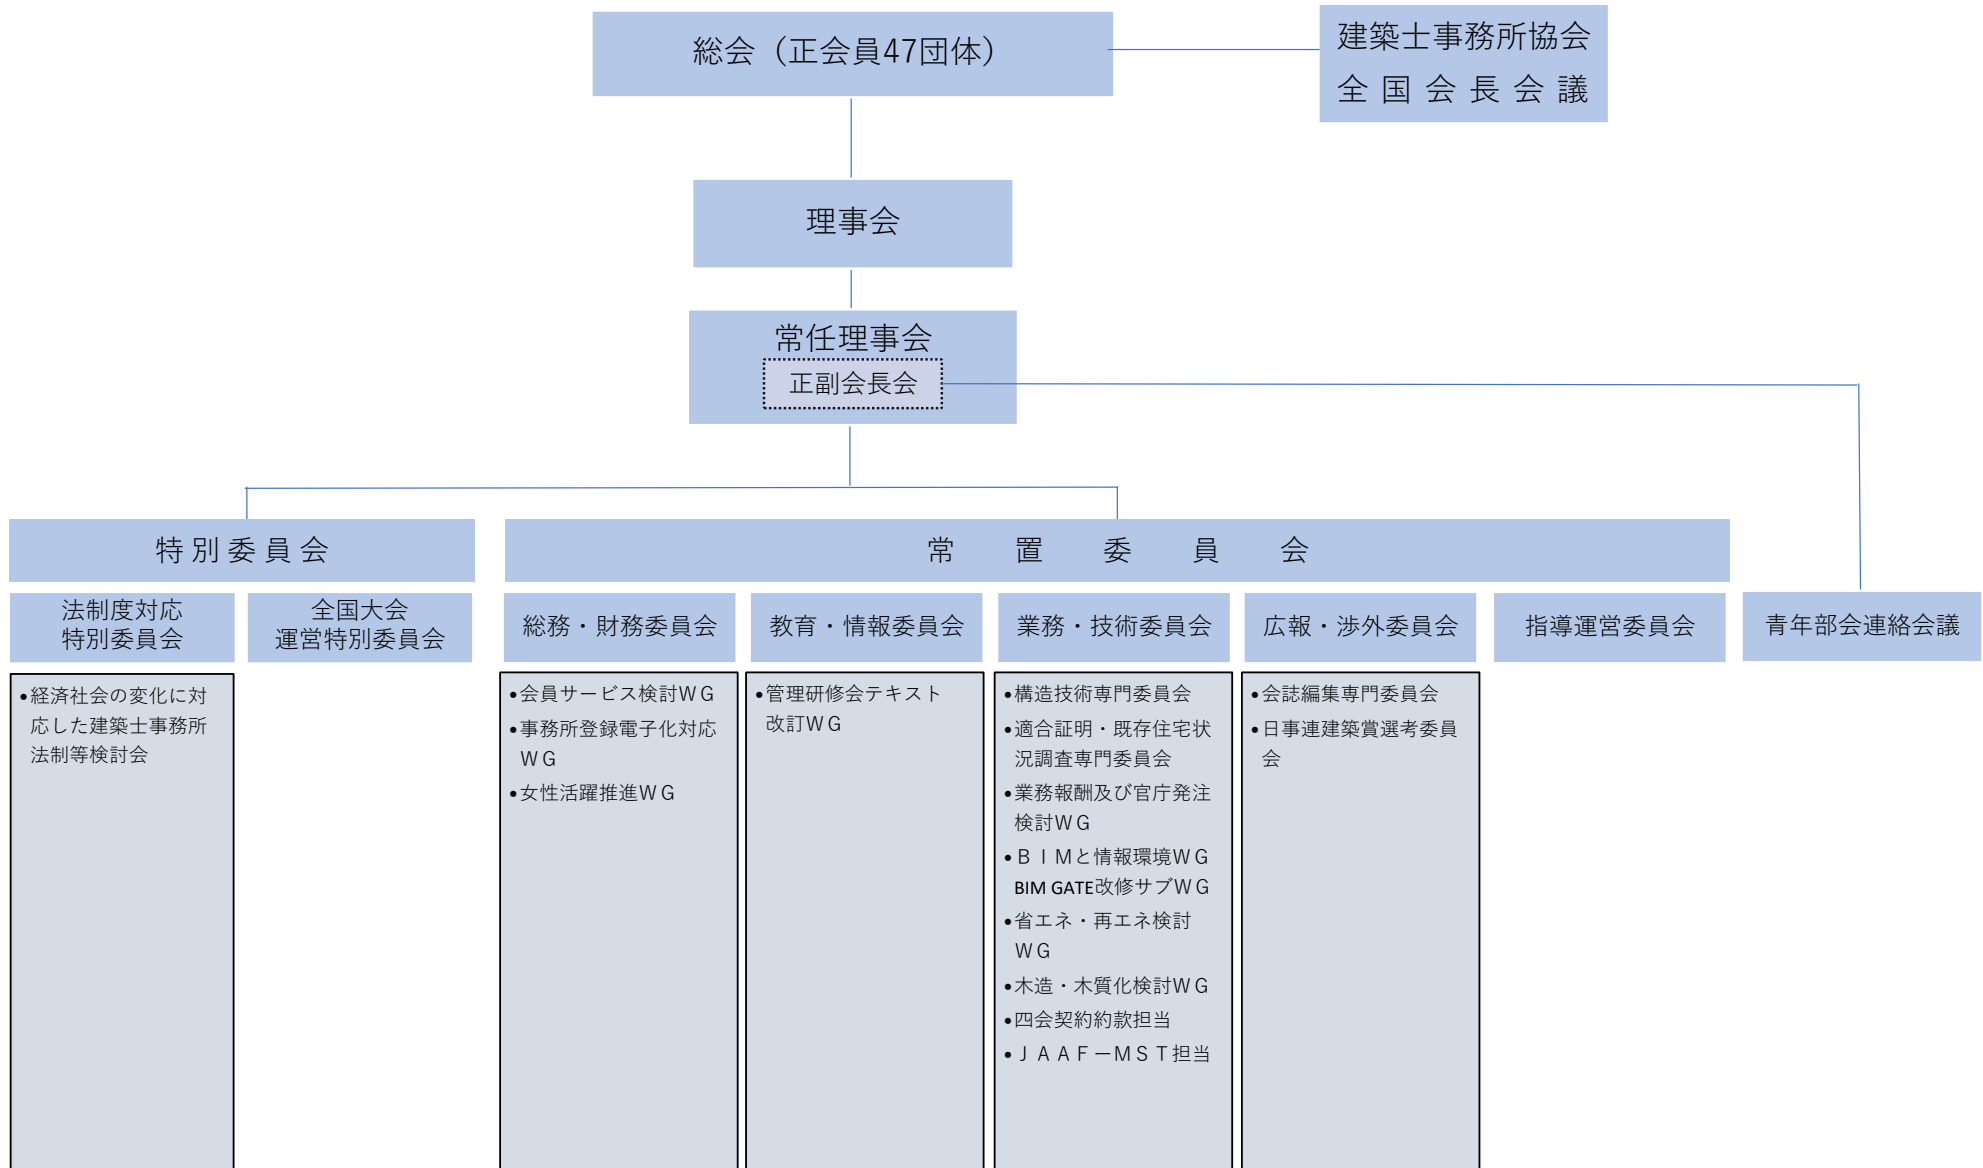 総会（正会員47団体）
建築士事務所協会
全国会長会議
理事会
常任理事会
正副会長会
特別委員会
常置委員会
法制度対応
特別委員会
全国大会
運営特別委員会
総務・財務委員会
教育・情報委員会
業務・技術委員会
広報・渉外委員会
指導運営委員会
青年部会連絡会議
•経済社会の変化に対
応した建築士事務所
法制等検討会
•会員サービス検討ＷＧ
•事務所登録電子化対応
ＷＧ
•女性活躍推進ＷＧ
•管理研修会テキスト
改訂ＷＧ
•構造技術専門委員会
•適合証明・既存住宅状
況調査専門委員会
•業務報酬及び官庁発注
検討ＷＧ
•ＢＩＭと情報環境ＷＧ
BIM GATE改修サブＷＧ
•省エネ・再エネ検討
ＷＧ
•木造・木質化検討ＷＧ
•四会契約約款担当
•ＪＡＡＦーＭＳＴ担当
•会誌編集専門委員会
•日事連建築賞選考委員
会